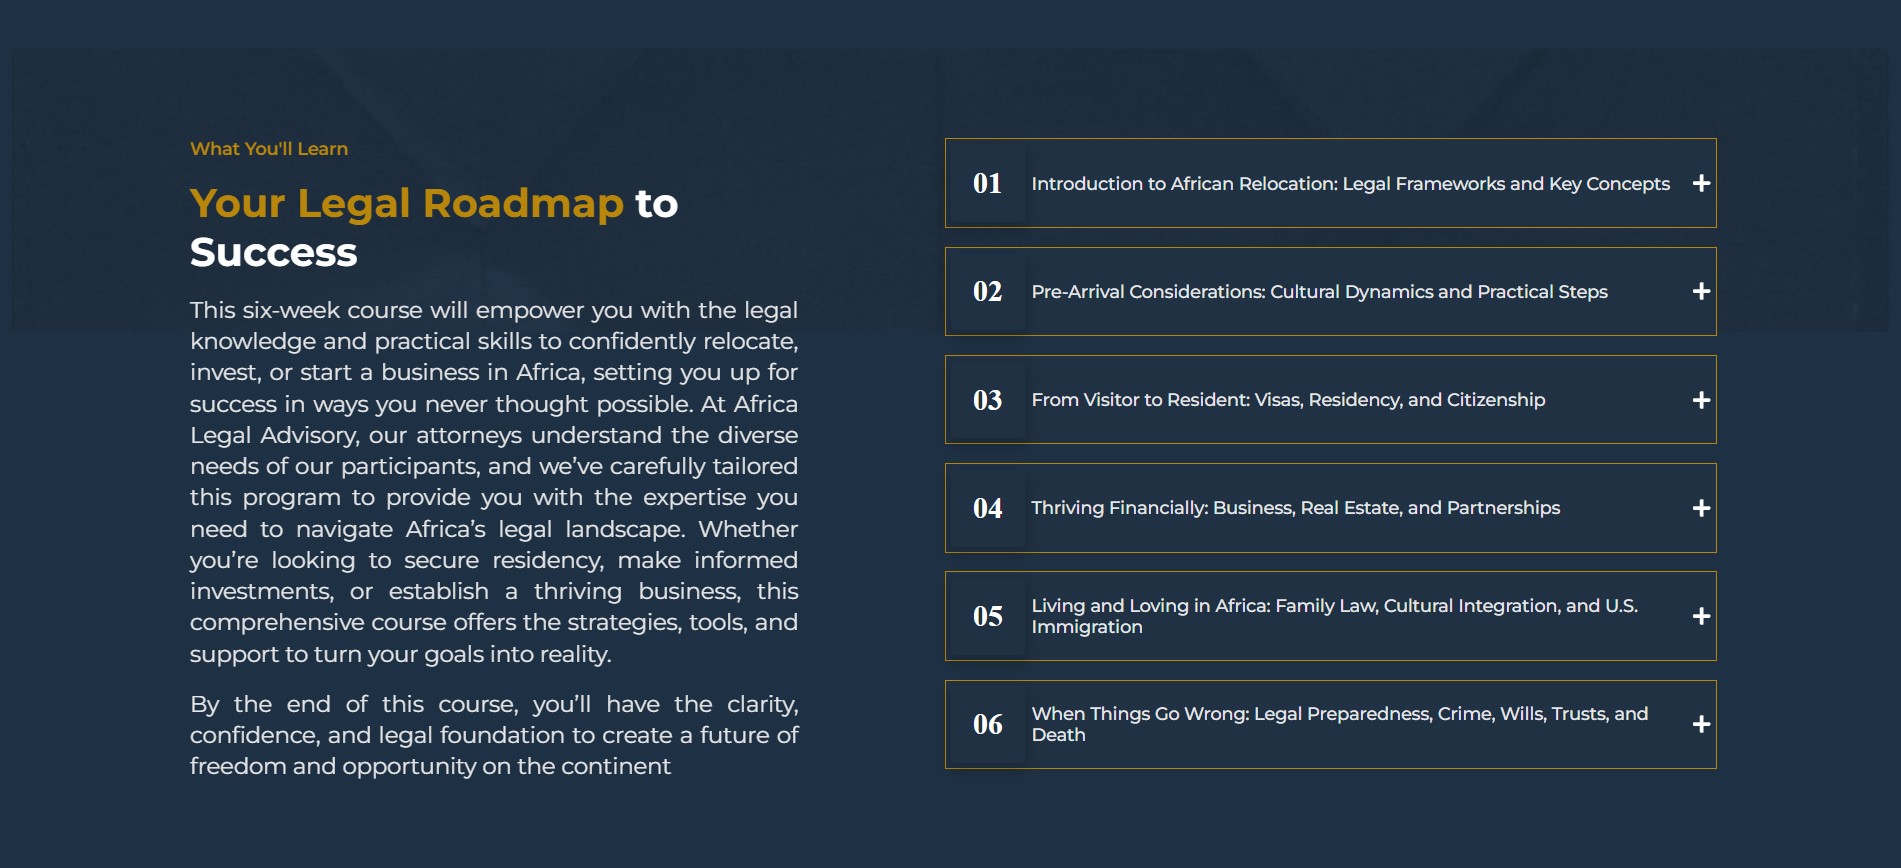 What You'll Learn
Your Legal Roadmap to
Success
This six-week course will empower you with the legal
knowledge and practical skills to confidently relocate,
invest, or start a business in Africa, setting you up for
success in ways you never thought possible. At Africa
Legal Advisory, our attorneys understand the diverse
needs of our participants, and we’ve carefully tailored
this program to provide you with the expertise you
need to navigate Africa’s legal landscape. Whether
you’re looking to secure residency, make informed
investments, or establish a thriving business, this
comprehensive course offers the strategies, tools, and
support to turn your goals into reality.
By the end of this course, you’ll have the clarity,
confidence, and legal foundation to create a future of
freedom and opportunity on the continent
01 Introduction to African Relocation: Legal Frameworks and Key Concepts +
02 Pre-Arrival Considerations: Cultural Dynamics and Practical Steps +
03 From Visitor to Resident: Visas, Residency, and Citizenship +
04 Thriving Financially: Business, Real Estate, and Partnerships +
05 Living and Loving in Africa: Family Law, Cultural Integration, and U.S. +
Immigration
06 When Things Go Wrong: Legal Preparedness, Crime, Wills, Trusts, and +
Death